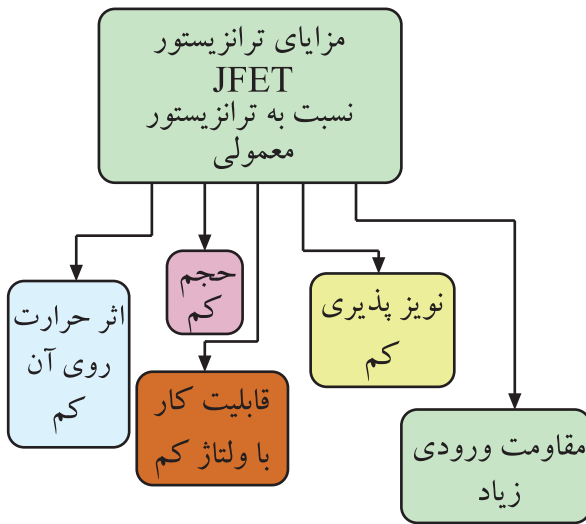 مزایای ترانزیستور
JFET
نسبت به ترانزیستور
معمولی
مقاومت ورودی
زیاد
نویز پذیری
کم
قابلیت کار
با ولتاژ کم
حجم
کم
اثر حرارت
روی آن
کم